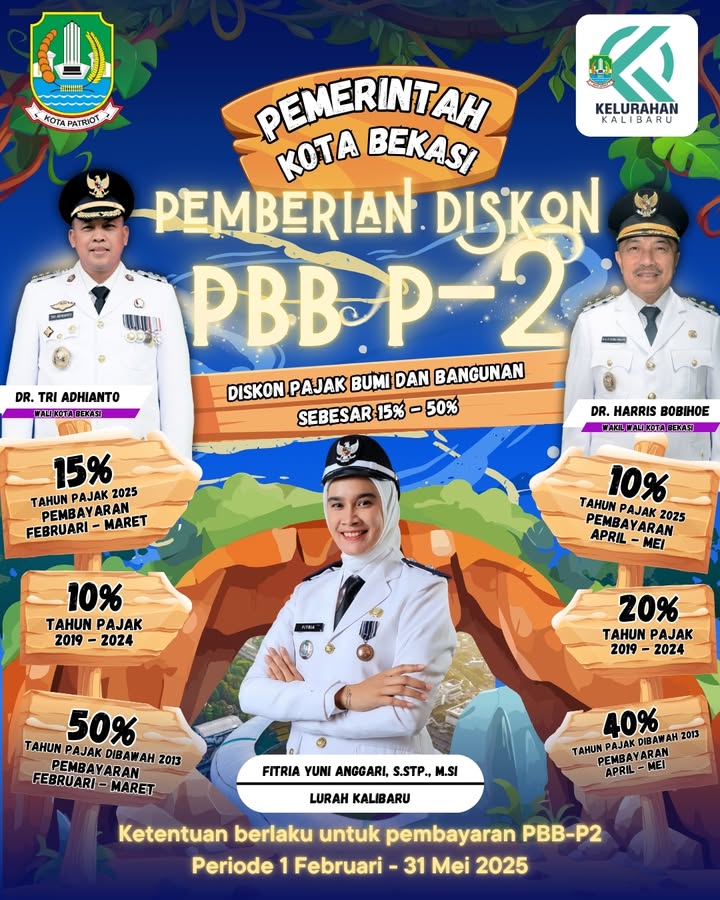 KOTA PATRIOT
KELURAHAN
KALIBARU
PEMERINTAH
KOTA BEKASI
PEMBERIAN DISKON
PBB P-2
DISKON PAJAK BUMI DAN BANGUNAN
SEBESAR 15% - 50%
DR. TRI ADHIANTO
WALI KOTA BEKASI
DR. HARRIS BOBIHOE
WAKIL WALI KOTA BEKASI
15%
TAHUN PAJAK 2025
PEMBAYARAN
FEBRUARI - MARET
10%
TAHUN PAJAK
2019 - 2024
50%
TAHUN PAJAK DIBAWAH 2013
PEMBAYARAN
FEBRUARI - MARET
10%
TAHUN PAJAK 2025
PEMBAYARAN
APRIL - MEI
20%
TAHUN PAJAK
2019 - 2024
40%
TAHUN PAJAK DIBAWAH 2013
PEMBAYARAN
APRIL - MEI
FITRIA
FITRIA YUNI ANGGARI, S.STP., M.SI
LURAH KALIBARU
Ketentuan berlaku untuk pembayaran PBB-P2
Periode 1 Februari - 31 Mei 2025